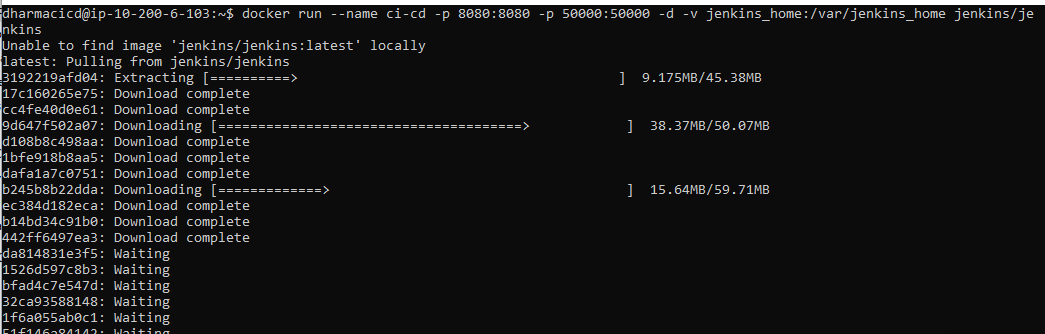 dharmacicd@ip-10-200-6-103:~$ docker run --name ci-cd -p 8080:8080 -p 50000:50000 -d -v jenkins_home:/var/jenkins_home jenkins/je
nkins
Unable to find image 'jenkins/jenkins:latest' locally
latest: Pulling from jenkins/jenkins
3192219afd04: Extracting [==========>                                        ]  9.175MB/45.38MB
17c160265e75: Download complete
cc4fe40d0e61: Download complete
9d647f502a07: Downloading [======================================>            ]  38.37MB/50.07MB
d108b8c498aa: Download complete
1bfe918b8aa5: Download complete
dafa1a7c0751: Download complete
b245b8b22dda: Downloading [=============>                                     ]  15.64MB/59.71MB
ec384d182eca: Download complete
b14bd34c91b0: Download complete
442ff6497ea3: Download complete
da814831e3f5: Waiting
1526d597c8b3: Waiting
bfad4c7e547d: Waiting
32ca93588148: Waiting
1f6a055ab0c1: Waiting
51f146a84142: Waiting